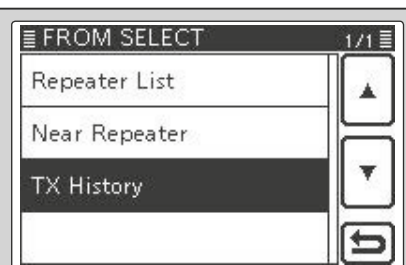 FROM SELECT 1/1
Repeater List
Near Repeater
TX History